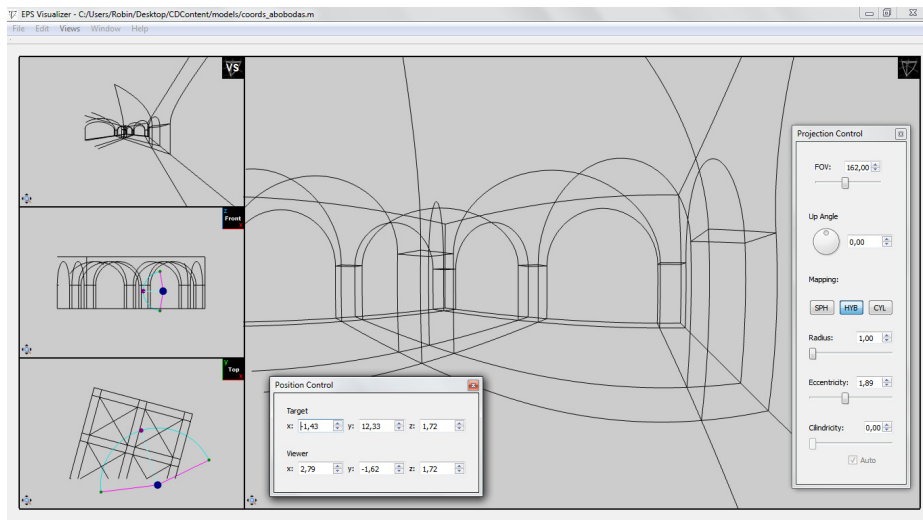 EPS Visualizer - C:/Users/Robin/Desktop/CDContent/models/coords_abobodas.m
File Edit Views Window Help
VS
Projection Control
FOV: 162,00
Up Angle
0,00
Mapping:
SPH HYB CYL
Radius: 1,00
Eccentricity: 1,89
Cilindricity: 0,00
Auto
Z
Front
X
Y
Top
X
Position Control
Target
x: -1,43 y: 12,33 z: 1,72
Viewer
x: 2,79 y: -1,62 z: 1,72